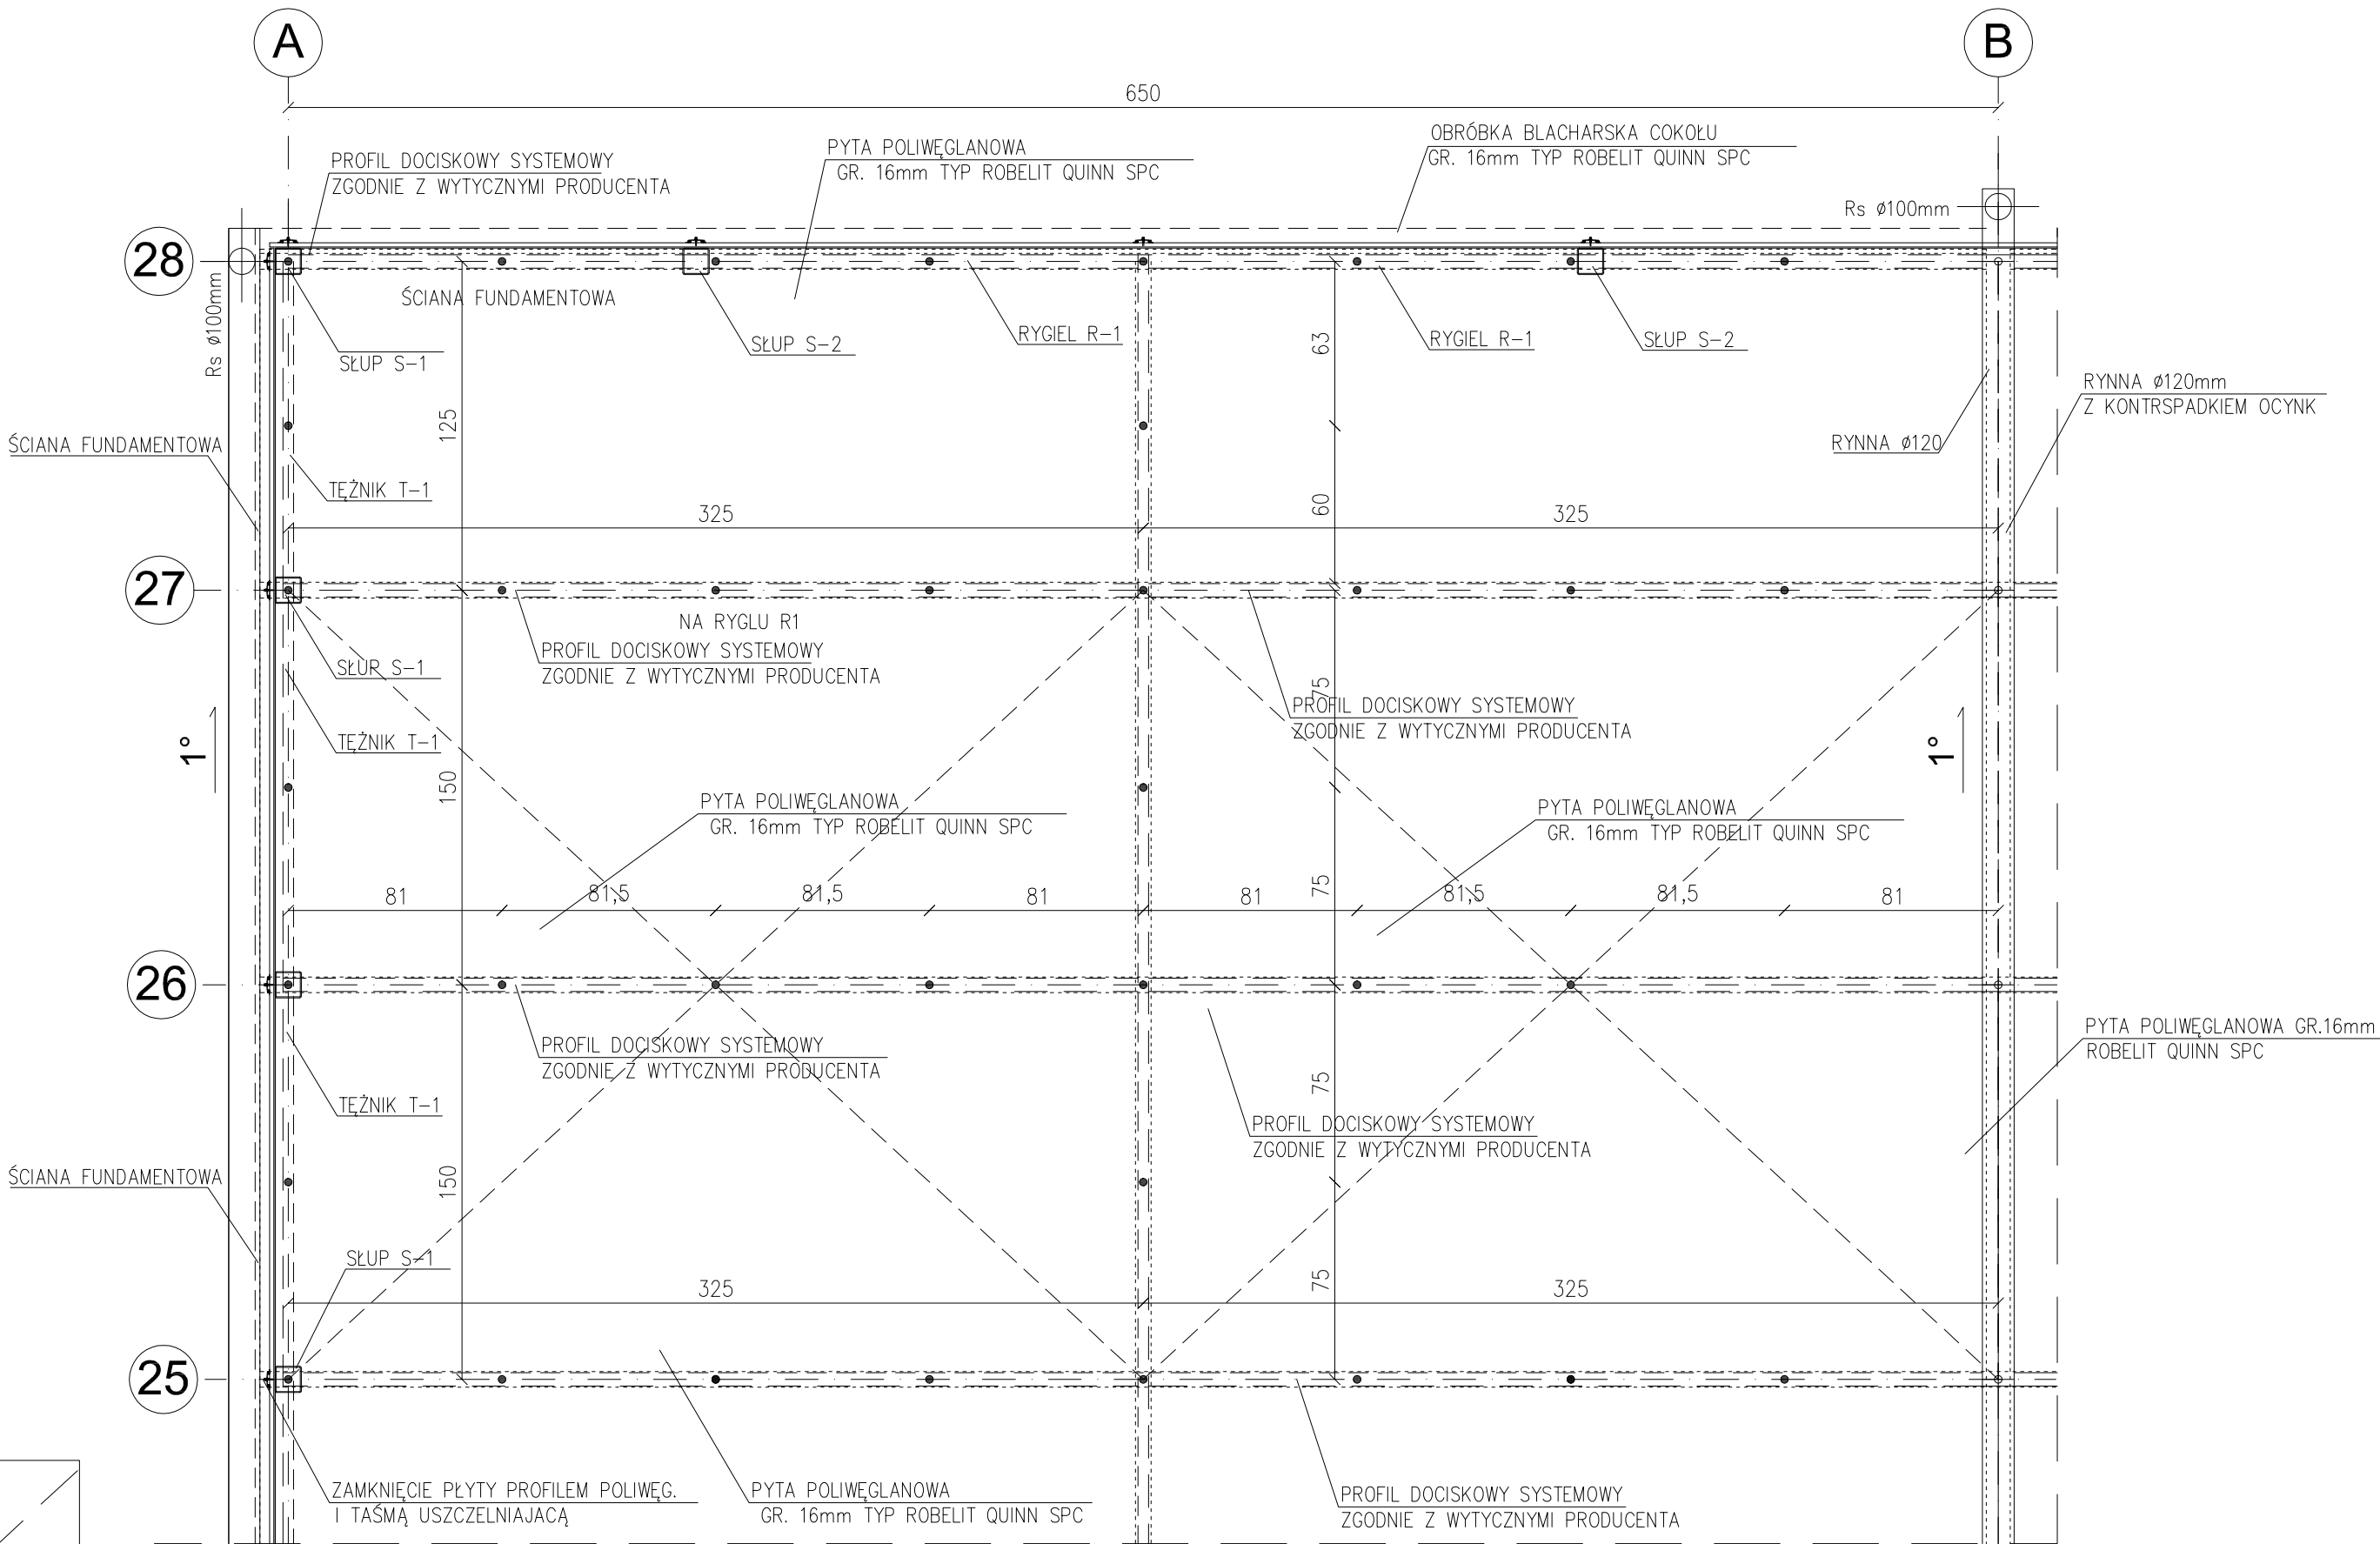 A
B
650
PROFIL DOCISKOWY SYSTEMOWY
ZGODNIE Z WYTYCZNYMI PRODUCENTA
PYTA POLIWĘGLANOWA
GR. 16mm TYP ROBELIT QUINN SPC
OBRÓBKA BLACHARSKA COKOŁU
GR. 16mm TYP ROBELIT QUINN SPC
Rs ø100mm
28
Rs ø100mm
ŚCIANA FUNDAMENTOWA
SŁUP S-1
SŁUP S-2
RYGIEL R-1
63
RYGIEL R-1
SŁUP S-2
RYNNA ø120mm
Z KONTRSPADKIEM OCYNK
RYNNA ø120
ŚCIANA FUNDAMENTOWA
125
TĘŻNIK T-1
325
60
325
27
NA RYGLU R1
PROFIL DOCISKOWY SYSTEMOWY
ZGODNIE Z WYTYCZNYMI PRODUCENTA
SŁUP S-1
75
PROFIL DOCISKOWY SYSTEMOWY
ZGODNIE Z WYTYCZNYMI PRODUCENTA
TĘŻNIK T-1
1°
1°
150
PYTA POLIWĘGLANOWA
GR. 16mm TYP ROBELIT QUINN SPC
PYTA POLIWĘGLANOWA
GR. 16mm TYP ROBELIT QUINN SPC
81
81,5
81,5
81
81
75
81,5
81,5
81
26
PROFIL DOCISKOWY SYSTEMOWY
ZGODNIE Z WYTYCZNYMI PRODUCENTA
PYTA POLIWĘGLANOWA GR.16mm
ROBELIT QUINN SPC
75
TĘŻNIK T-1
PROFIL DOCISKOWY SYSTEMOWY
ZGODNIE Z WYTYCZNYMI PRODUCENTA
ŚCIANA FUNDAMENTOWA
150
SŁUP S-1
325
75
325
25
ZAMKNIĘCIE PŁYTY PROFILEM POLIWĘG.
I TAŚMĄ USZCZELNIAJACĄ
PYTA POLIWĘGLANOWA
GR. 16mm TYP ROBELIT QUINN SPC
PROFIL DOCISKOWY SYSTEMOWY
ZGODNIE Z WYTYCZNYMI PRODUCENTA